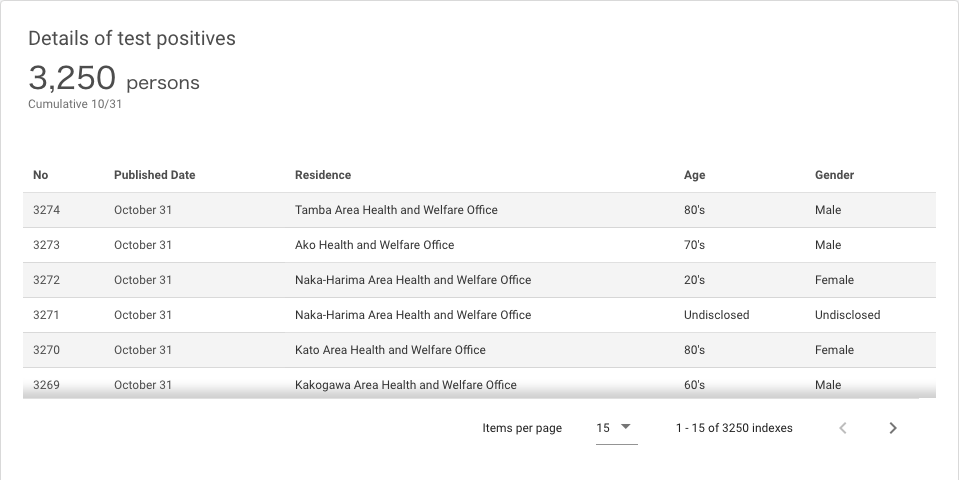 Details of test positives
3,250 persons
Cumulative 10/31
No Published Date Residence Age Gender
3274 October 31 Tamba Area Health and Welfare Office 80's Male
3273 October 31 Ako Health and Welfare Office 70's Male
3272 October 31 Naka-Harima Area Health and Welfare Office 20's Female
3271 October 31 Naka-Harima Area Health and Welfare Office Undisclosed Undisclosed
3270 October 31 Kato Area Health and Welfare Office 80's Female
3269 October 31 Kakogawa Area Health and Welfare Office 60's Male
Items per page 15 1 - 15 of 3250 indexes